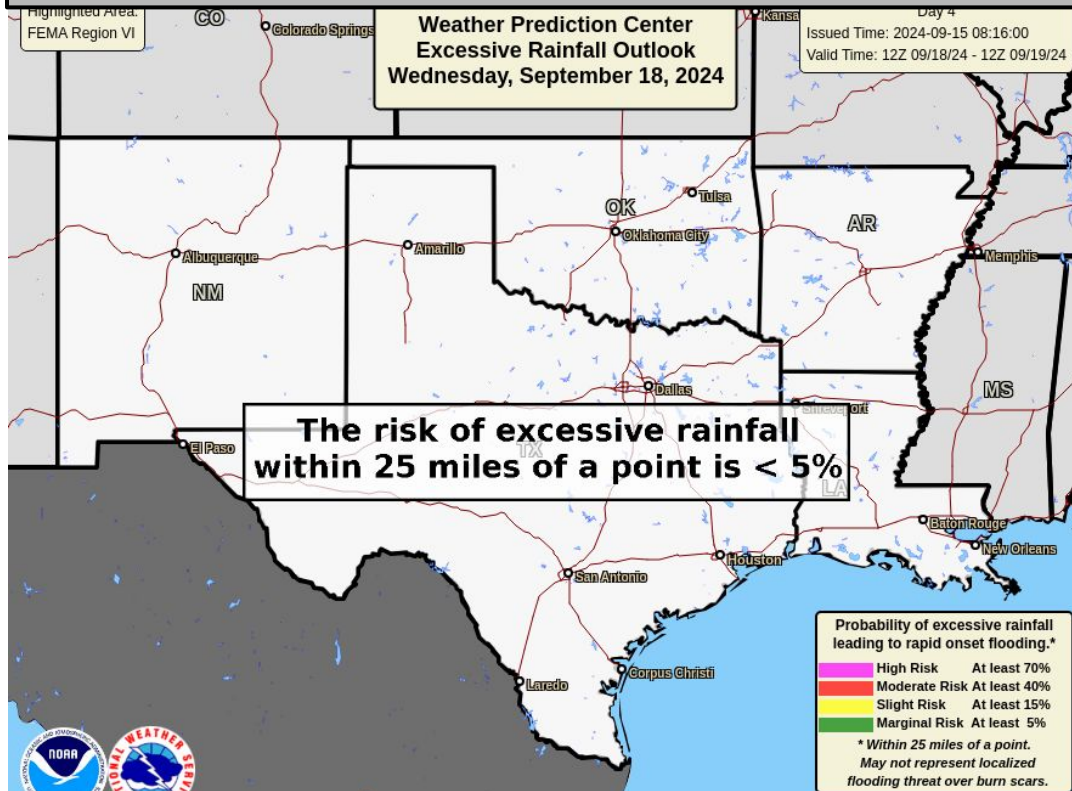 Highlighted Area:
FEMA Region VI
Weather Prediction Center
Excessive Rainfall Outlook
Wednesday, September 18, 2024
Day 4
Issued Time: 2024-09-15 08:16:00
Valid Time: 12Z 09/18/24 - 12Z 09/19/24
CO
Colorado Springs
Kansa
Tulsa
OK
Oklahoma City
AR
Amarillo
Albuquerque
Memphis
NM
Dallas
MS
Shreveport
The risk of excessive rainfall
within 25 miles of a point is < 5%
El Paso
TX
LA
Baton Rouge
New Orleans
Houston
San Antonio
Corpus Christi
Laredo
Probability of excessive rainfall
leading to rapid onset flooding.*
High Risk At least 70%
Moderate Risk At least 40%
Slight Risk At least 15%
Marginal Risk At least 5%
* Within 25 miles of a point.
May not represent localized
flooding threat over burn scars.
NOAA
NAL WEATHER SERV